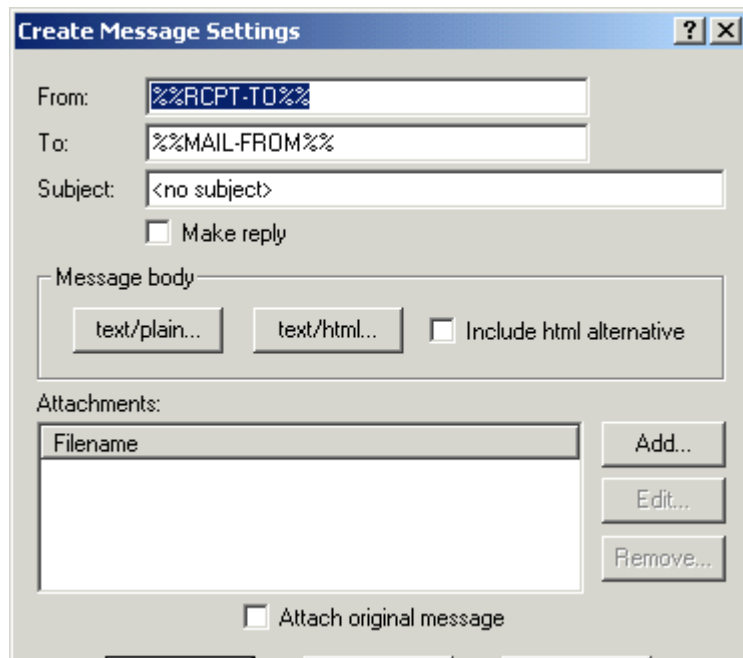 Create Message Settings
From: %%RCPT-TO%%
To: %%MAIL-FROM%%
Subject: <no subject>
Make reply
Message body
text/plain... text/html... Include html alternative
Attachments:
Filename
Add...
Edit...
Remove...
Attach original message